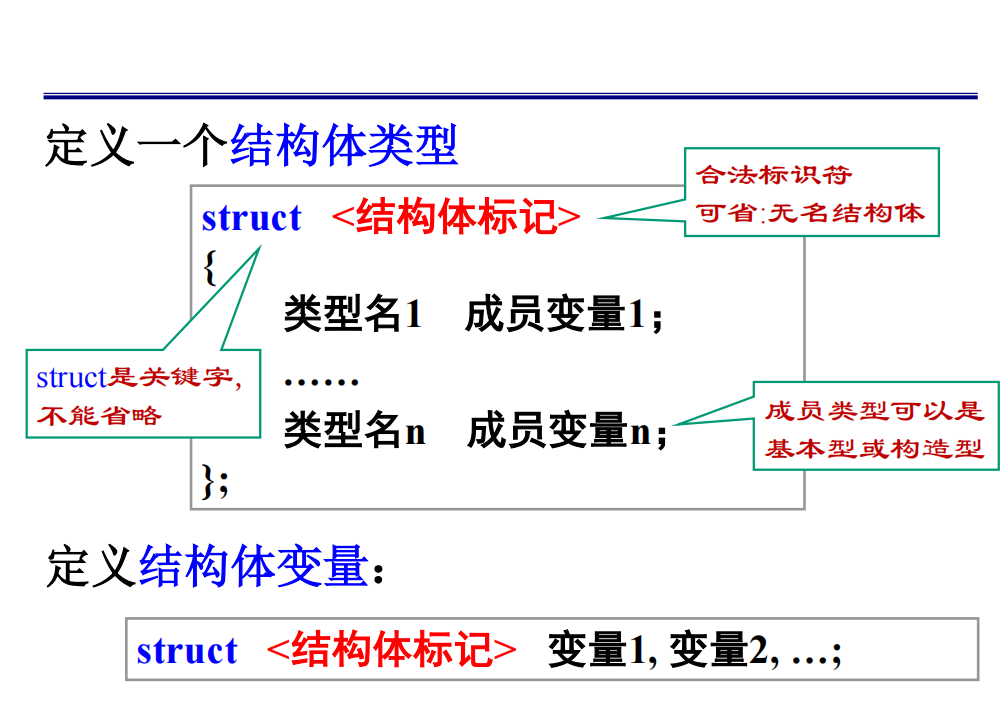 定义一个结构体类型
合法标识符
可省:无名结构体
struct <结构体标记>
{
类型名1 成员变量1;
struct是关键字,
不能省略
……
类型名n 成员变量n;
成员类型可以是
基本型或构造型
};
定义结构体变量:
struct <结构体标记> 变量1, 变量2, …;